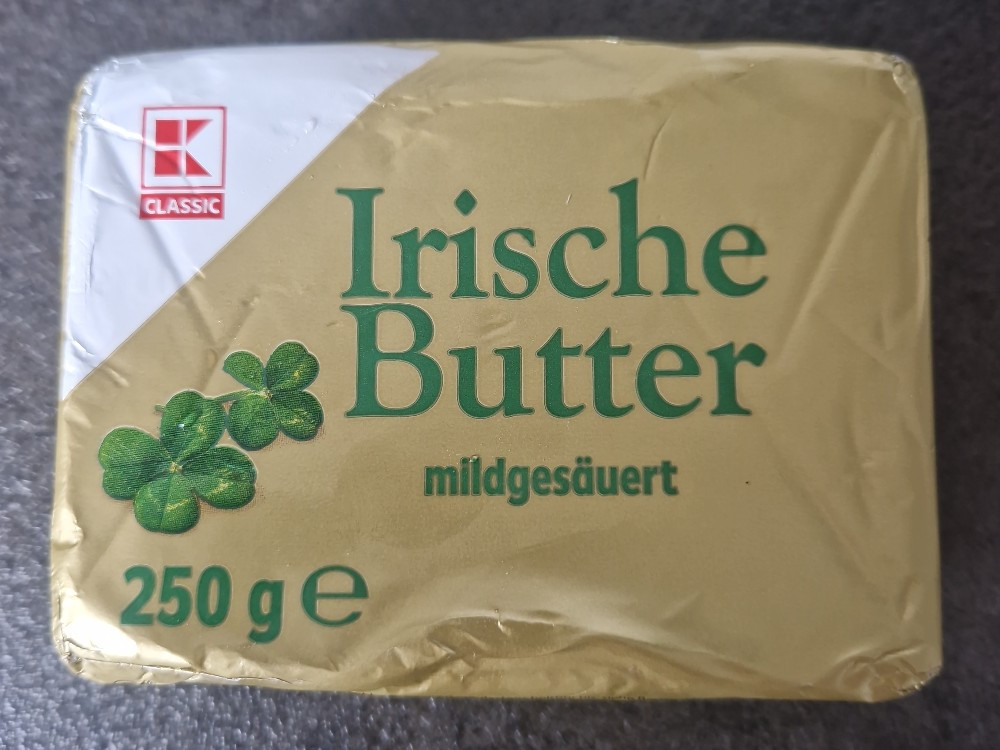 K
CLASSIC
Irische
Butter
mildgesäuert
250 g ℮